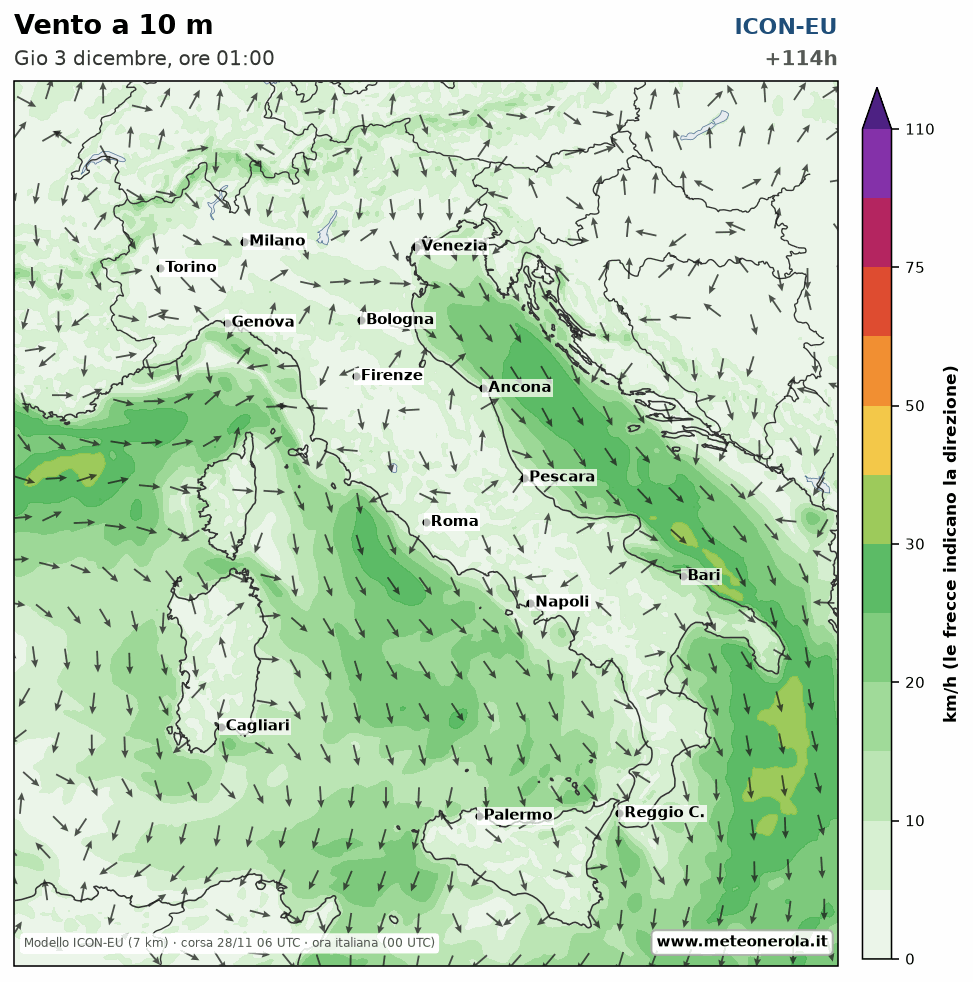 Vento a 10 m
ICON-EU
Gio 3 dicembre, ore 01:00
+114h
Milano
Venezia
Torino
Genova
Bologna
Firenze
Ancona
Pescara
Roma
Bari
Napoli
Cagliari
Palermo
Reggio C.
Modello ICON-EU (7 km) · corsa 28/11 06 UTC · ora italiana (00 UTC)
www.meteonerola.it
110
75
50
30
20
10
0
km/h (le frecce indicano la direzione)